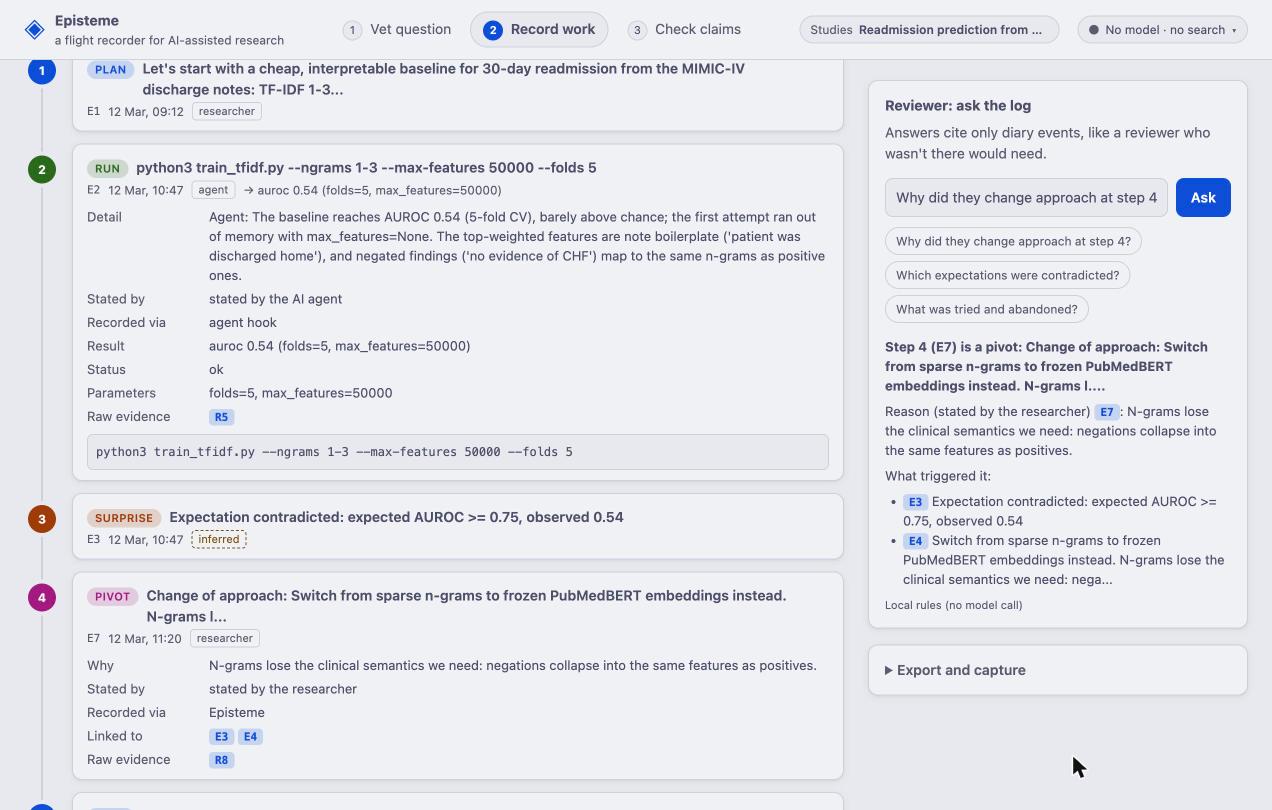 Episteme
a flight recorder for AI-assisted research
1 Vet question
2 Record work
3 Check claims
Studies Readmission prediction from ...
No model · no search ▾
1
PLAN Let's start with a cheap, interpretable baseline for 30-day readmission from the MIMIC-IV
discharge notes: TF-IDF 1-3...
E1 12 Mar, 09:12 researcher
2
RUN python3 train_tfidf.py --ngrams 1-3 --max-features 50000 --folds 5
E2 12 Mar, 10:47 agent → auroc 0.54 (folds=5, max_features=50000)
Detail Agent: The baseline reaches AUROC 0.54 (5-fold CV), barely above chance; the first attempt ran out
of memory with max_features=None. The top-weighted features are note boilerplate ('patient was
discharged home'), and negated findings ('no evidence of CHF') map to the same n-grams as positive
ones.
Stated by stated by the AI agent
Recorded via agent hook
Result auroc 0.54 (folds=5, max_features=50000)
Status ok
Parameters folds=5, max_features=50000
Raw evidence R5
python3 train_tfidf.py --ngrams 1-3 --max-features 50000 --folds 5
3
SURPRISE Expectation contradicted: expected AUROC >= 0.75, observed 0.54
E3 12 Mar, 10:47 inferred
4
PIVOT Change of approach: Switch from sparse n-grams to frozen PubMedBERT embeddings instead.
N-grams l...
E7 12 Mar, 11:20 researcher
Why N-grams lose the clinical semantics we need: negations collapse into the same features as positives.
Stated by stated by the researcher
Recorded via Episteme
Linked to E3 E4
Raw evidence R8
Reviewer: ask the log
Answers cite only diary events, like a reviewer who
wasn't there would need.
Why did they change approach at step 4
Ask
Why did they change approach at step 4?
Which expectations were contradicted?
What was tried and abandoned?
Step 4 (E7) is a pivot: Change of approach: Switch
from sparse n-grams to frozen PubMedBERT
embeddings instead. N-grams l....
Reason (stated by the researcher) E7: N-grams lose
the clinical semantics we need: negations collapse into
the same features as positives.
What triggered it:
• E3 Expectation contradicted: expected AUROC >=
0.75, observed 0.54
• E4 Switch from sparse n-grams to frozen
PubMedBERT embeddings instead. N-grams lose the
clinical semantics we need: nega...
Local rules (no model call)
▶ Export and capture